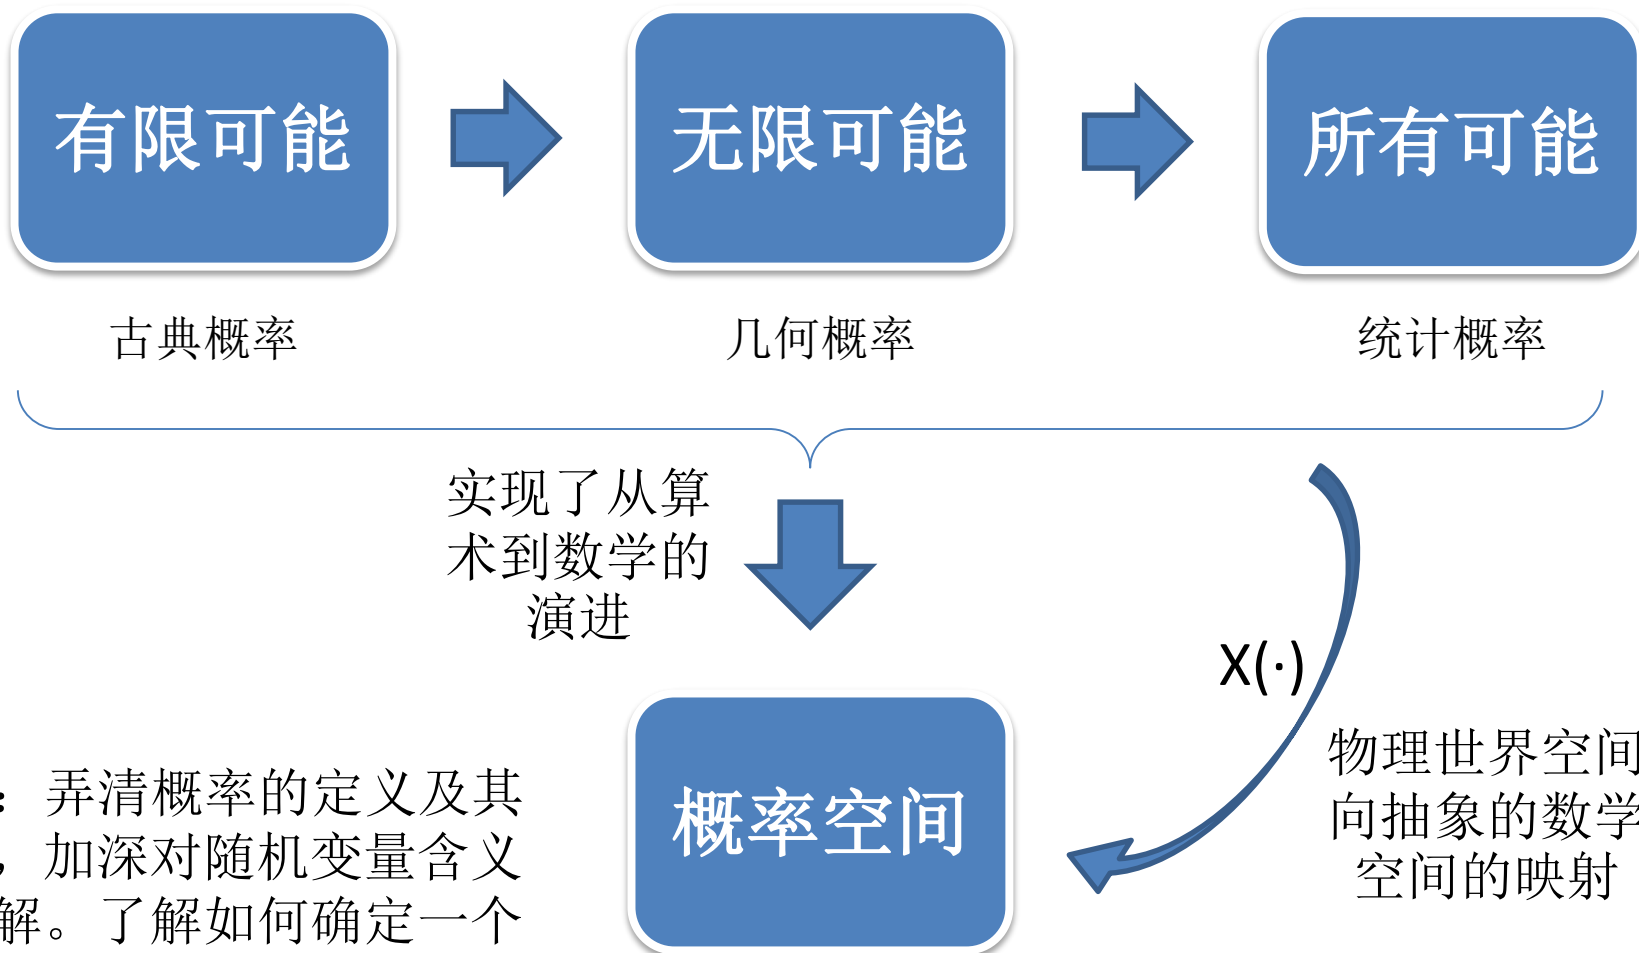 有限可能
无限可能
所有可能
古典概率
几何概率
统计概率
实现了从算
术到数学的
演进
X(·)
物理世界空间
向抽象的数学
空间的映射
概率空间
：弄清概率的定义及其
，加深对随机变量含义
解。了解如何确定一个